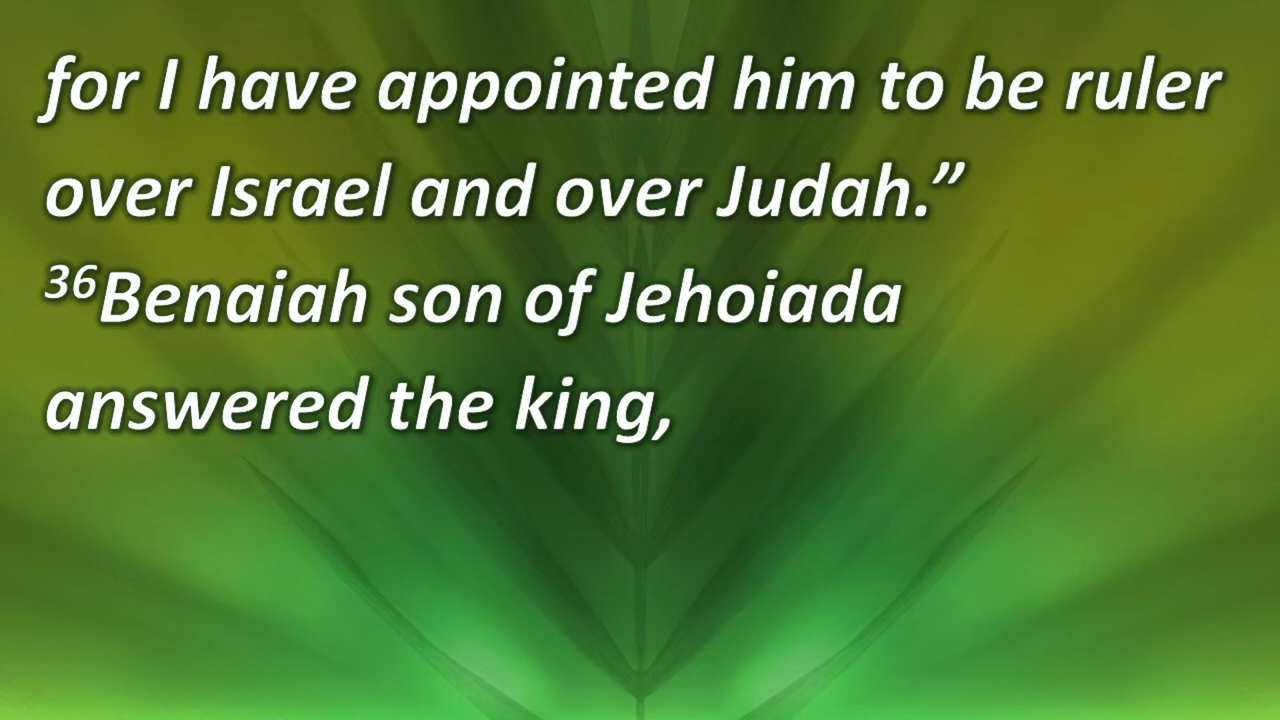 for I have appointed him to be ruler
over Israel and over Judah.”
³⁶Benaiah son of Jehoiada
answered the king,